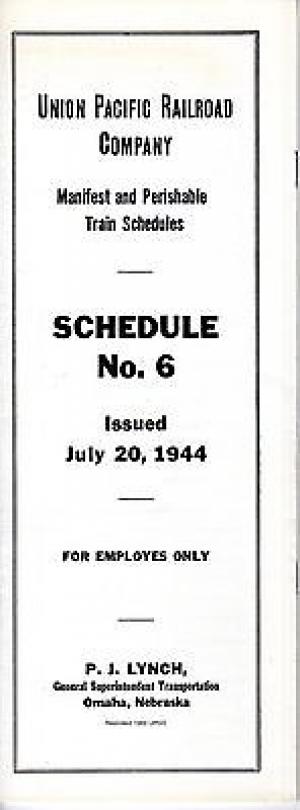 UNION PACIFIC RAILROAD
COMPANY
Manifest and Perishable
Train Schedules
SCHEDULE
No. 6
Issued
July 20, 1944
FOR EMPLOYES ONLY
P. J. LYNCH,
General Superintendent Transportation
Omaha, Nebraska